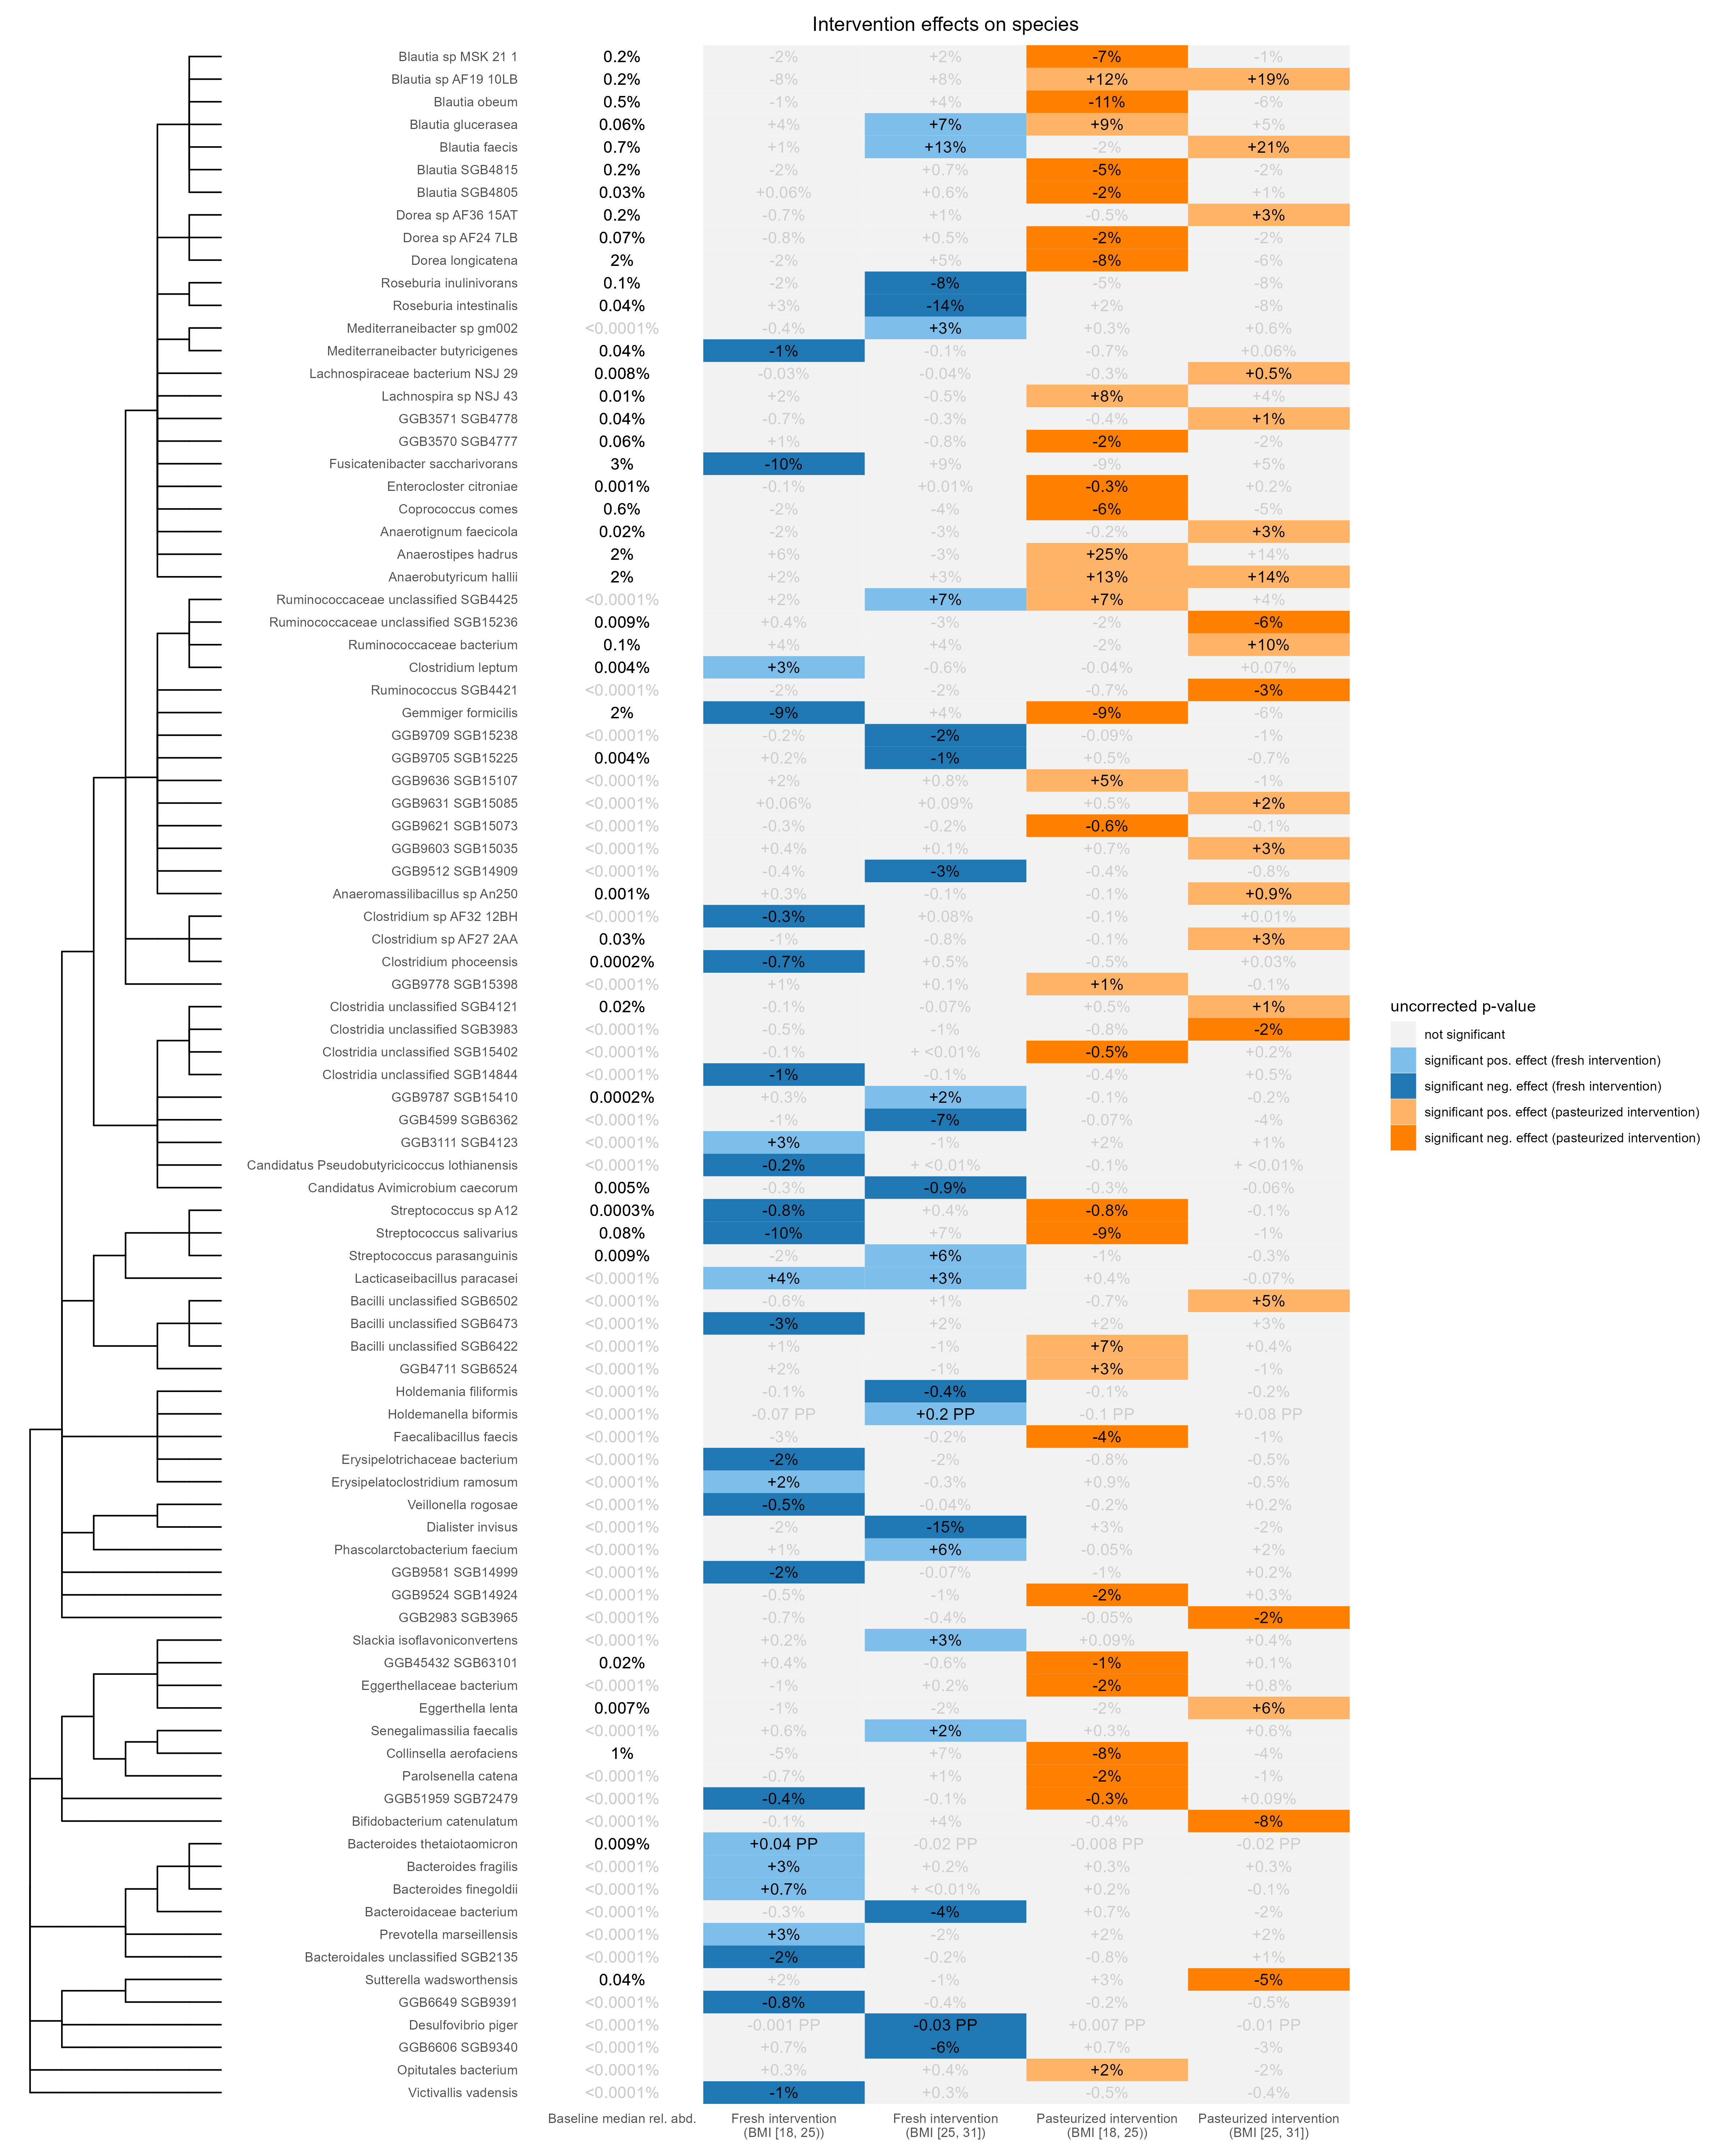 Intervention effects on species
Blautia sp MSK 21 1 0.2% -2% +2% -7% -1%
Blautia sp AF19 10LB 0.2% -8% +8% +12% +19%
Blautia obeum 0.5% -1% +4% -11% -6%
Blautia glucerasea 0.06% +4% +7% +9% +5%
Blautia faecis 0.7% +1% +13% -2% +21%
Blautia SGB4815 0.2% -2% +0.7% -5% -2%
Blautia SGB4805 0.03% +0.06% +0.6% -2% +1%
Dorea sp AF36 15AT 0.2% -0.7% +1% -0.5% +3%
Dorea sp AF24 7LB 0.07% -0.8% +0.5% -2% -2%
Dorea longicatena 2% -2% +5% -8% -6%
Roseburia inulinivorans 0.1% -2% -8% -5% -8%
Roseburia intestinalis 0.04% +3% -14% +2% -8%
Mediterraneibacter sp gm002 <0.0001% -0.4% +3% +0.3% +0.6%
Mediterraneibacter butyricigenes 0.04% -1% -0.1% -0.7% +0.06%
Lachnospiraceae bacterium NSJ 29 0.008% -0.03% -0.04% -0.3% +0.5%
Lachnospira sp NSJ 43 0.01% +2% -0.5% +8% +4%
GGB3571 SGB4778 0.04% -0.7% -0.3% -0.4% +1%
GGB3570 SGB4777 0.06% +1% -0.8% -2% -2%
Fusicatenibacter saccharivorans 3% -10% +9% -9% +5%
Enterocloster citroniae 0.001% -0.1% +0.01% -0.3% +0.2%
Coprococcus comes 0.6% -2% -4% -6% -5%
Anaerotignum faecicola 0.02% -2% -3% -0.2% +3%
Anaerostipes hadrus 2% +6% -3% +25% +14%
Anaerobutyricum hallii 2% +2% +3% +13% +14%
Ruminococcaceae unclassified SGB4425 <0.0001% +2% +7% +7% +4%
Ruminococcaceae unclassified SGB15236 0.009% +0.4% -3% -2% -6%
Ruminococcaceae bacterium 0.1% +4% +4% -2% +10%
Clostridium leptum 0.004% +3% -0.6% -0.04% +0.07%
Ruminococcus SGB4421 <0.0001% -2% -2% -0.7% -3%
Gemmiger formicilis 2% -9% +4% -9% -6%
GGB9709 SGB15238 <0.0001% -0.2% -2% -0.09% -1%
GGB9705 SGB15225 0.004% +0.2% -1% +0.5% -0.7%
GGB9636 SGB15107 <0.0001% +2% +0.8% +5% -1%
GGB9631 SGB15085 <0.0001% +0.06% +0.09% +0.5% +2%
GGB9621 SGB15073 <0.0001% -0.3% -0.2% -0.6% -0.1%
GGB9603 SGB15035 <0.0001% +0.4% +0.1% +0.7% +3%
GGB9512 SGB14909 <0.0001% -0.4% -3% -0.4% -0.8%
Anaeromassilibacillus sp An250 0.001% +0.3% -0.1% -0.1% +0.9%
Clostridium sp AF32 12BH <0.0001% -0.3% +0.08% -0.1% +0.01%
Clostridium sp AF27 2AA 0.03% -1% -0.8% -0.1% +3%
Clostridium phoceensis 0.0002% -0.7% +0.5% -0.5% +0.03%
GGB9778 SGB15398 <0.0001% +1% +0.1% +1% -0.1%
Clostridia unclassified SGB4121 0.02% -0.1% -0.07% +0.5% +1%
Clostridia unclassified SGB3983 <0.0001% -0.5% -1% -0.8% -2%
Clostridia unclassified SGB15402 <0.0001% -0.1% + <0.01% -0.5% +0.2%
Clostridia unclassified SGB14844 <0.0001% -1% -0.1% -0.4% +0.5%
GGB9787 SGB15410 0.0002% +0.3% +2% -0.1% -0.2%
GGB4599 SGB6362 <0.0001% -1% -7% -0.07% -4%
GGB3111 SGB4123 <0.0001% +3% -1% +2% +1%
Candidatus Pseudobutyricicoccus lothianensis <0.0001% -0.2% + <0.01% -0.1% + <0.01%
Candidatus Avimicrobium caecorum 0.005% -0.3% -0.9% -0.3% -0.06%
Streptococcus sp A12 0.0003% -0.8% +0.4% -0.8% -0.1%
Streptococcus salivarius 0.08% -10% +7% -9% -1%
Streptococcus parasanguinis 0.009% -2% +6% -1% -0.3%
Lacticaseibacillus paracasei <0.0001% +4% +3% +0.4% -0.07%
Bacilli unclassified SGB6502 <0.0001% -0.6% +1% -0.7% +5%
Bacilli unclassified SGB6473 <0.0001% -3% +2% +2% +3%
Bacilli unclassified SGB6422 <0.0001% +1% -1% +7% +0.4%
GGB4711 SGB6524 <0.0001% +2% -1% +3% -1%
Holdemania filiformis <0.0001% -0.1% -0.4% -0.1% -0.2%
Holdemanella biformis <0.0001% -0.07 PP +0.2 PP -0.1 PP +0.08 PP
Faecalibacillus faecis <0.0001% -3% -0.2% -4% -1%
Erysipelotrichaceae bacterium <0.0001% -2% -2% -0.8% -0.5%
Erysipelatoclostridium ramosum <0.0001% +2% -0.3% +0.9% -0.5%
Veillonella rogosae <0.0001% -0.5% -0.04% -0.2% +0.2%
Dialister invisus <0.0001% -2% -15% +3% -2%
Phascolarctobacterium faecium <0.0001% +1% +6% -0.05% +2%
GGB9581 SGB14999 <0.0001% -2% -0.07% -1% +0.2%
GGB9524 SGB14924 <0.0001% -0.5% -1% -2% +0.3%
GGB2983 SGB3965 <0.0001% -0.7% -0.4% -0.05% -2%
Slackia isoflavoniconvertens <0.0001% +0.2% +3% +0.09% +0.4%
GGB45432 SGB63101 0.02% +0.4% -0.6% -1% +0.1%
Eggerthellaceae bacterium <0.0001% -1% +0.2% -2% +0.8%
Eggerthella lenta 0.007% -1% -2% -2% +6%
Senegalimassilia faecalis <0.0001% +0.6% +2% +0.3% +0.6%
Collinsella aerofaciens 1% -5% +7% -8% -4%
Parolsenella catena <0.0001% -0.7% +1% -2% -1%
GGB51959 SGB72479 <0.0001% -0.4% -0.1% -0.3% +0.09%
Bifidobacterium catenulatum <0.0001% -0.1% +4% -0.4% -8%
Bacteroides thetaiotaomicron 0.009% +0.04 PP -0.02 PP -0.008 PP -0.02 PP
Bacteroides fragilis <0.0001% +3% +0.2% +0.3% +0.3%
Bacteroides finegoldii <0.0001% +0.7% + <0.01% +0.2% -0.1%
Bacteroidaceae bacterium <0.0001% -0.3% -4% +0.7% -2%
Prevotella marseillensis <0.0001% +3% -2% +2% +2%
Bacteroidales unclassified SGB2135 <0.0001% -2% -0.2% -0.8% +1%
Sutterella wadsworthensis 0.04% +2% -1% +3% -5%
GGB6649 SGB9391 <0.0001% -0.8% -0.4% -0.2% -0.5%
Desulfovibrio piger <0.0001% -0.001 PP -0.03 PP +0.007 PP -0.01 PP
GGB6606 SGB9340 <0.0001% +0.7% -6% +0.7% -3%
Opitutales bacterium <0.0001% +0.3% +0.4% +2% -2%
Victivallis vadensis <0.0001% -1% +0.3% -0.5% -0.4%
Baseline median rel. abd. Fresh intervention Fresh intervention Pasteurized intervention Pasteurized intervention
(BMI [18, 25)) (BMI [25, 31]) (BMI [18, 25)) (BMI [25, 31])
uncorrected p-value
not significant
significant pos. effect (fresh intervention)
significant neg. effect (fresh intervention)
significant pos. effect (pasteurized intervention)
significant neg. effect (pasteurized intervention)